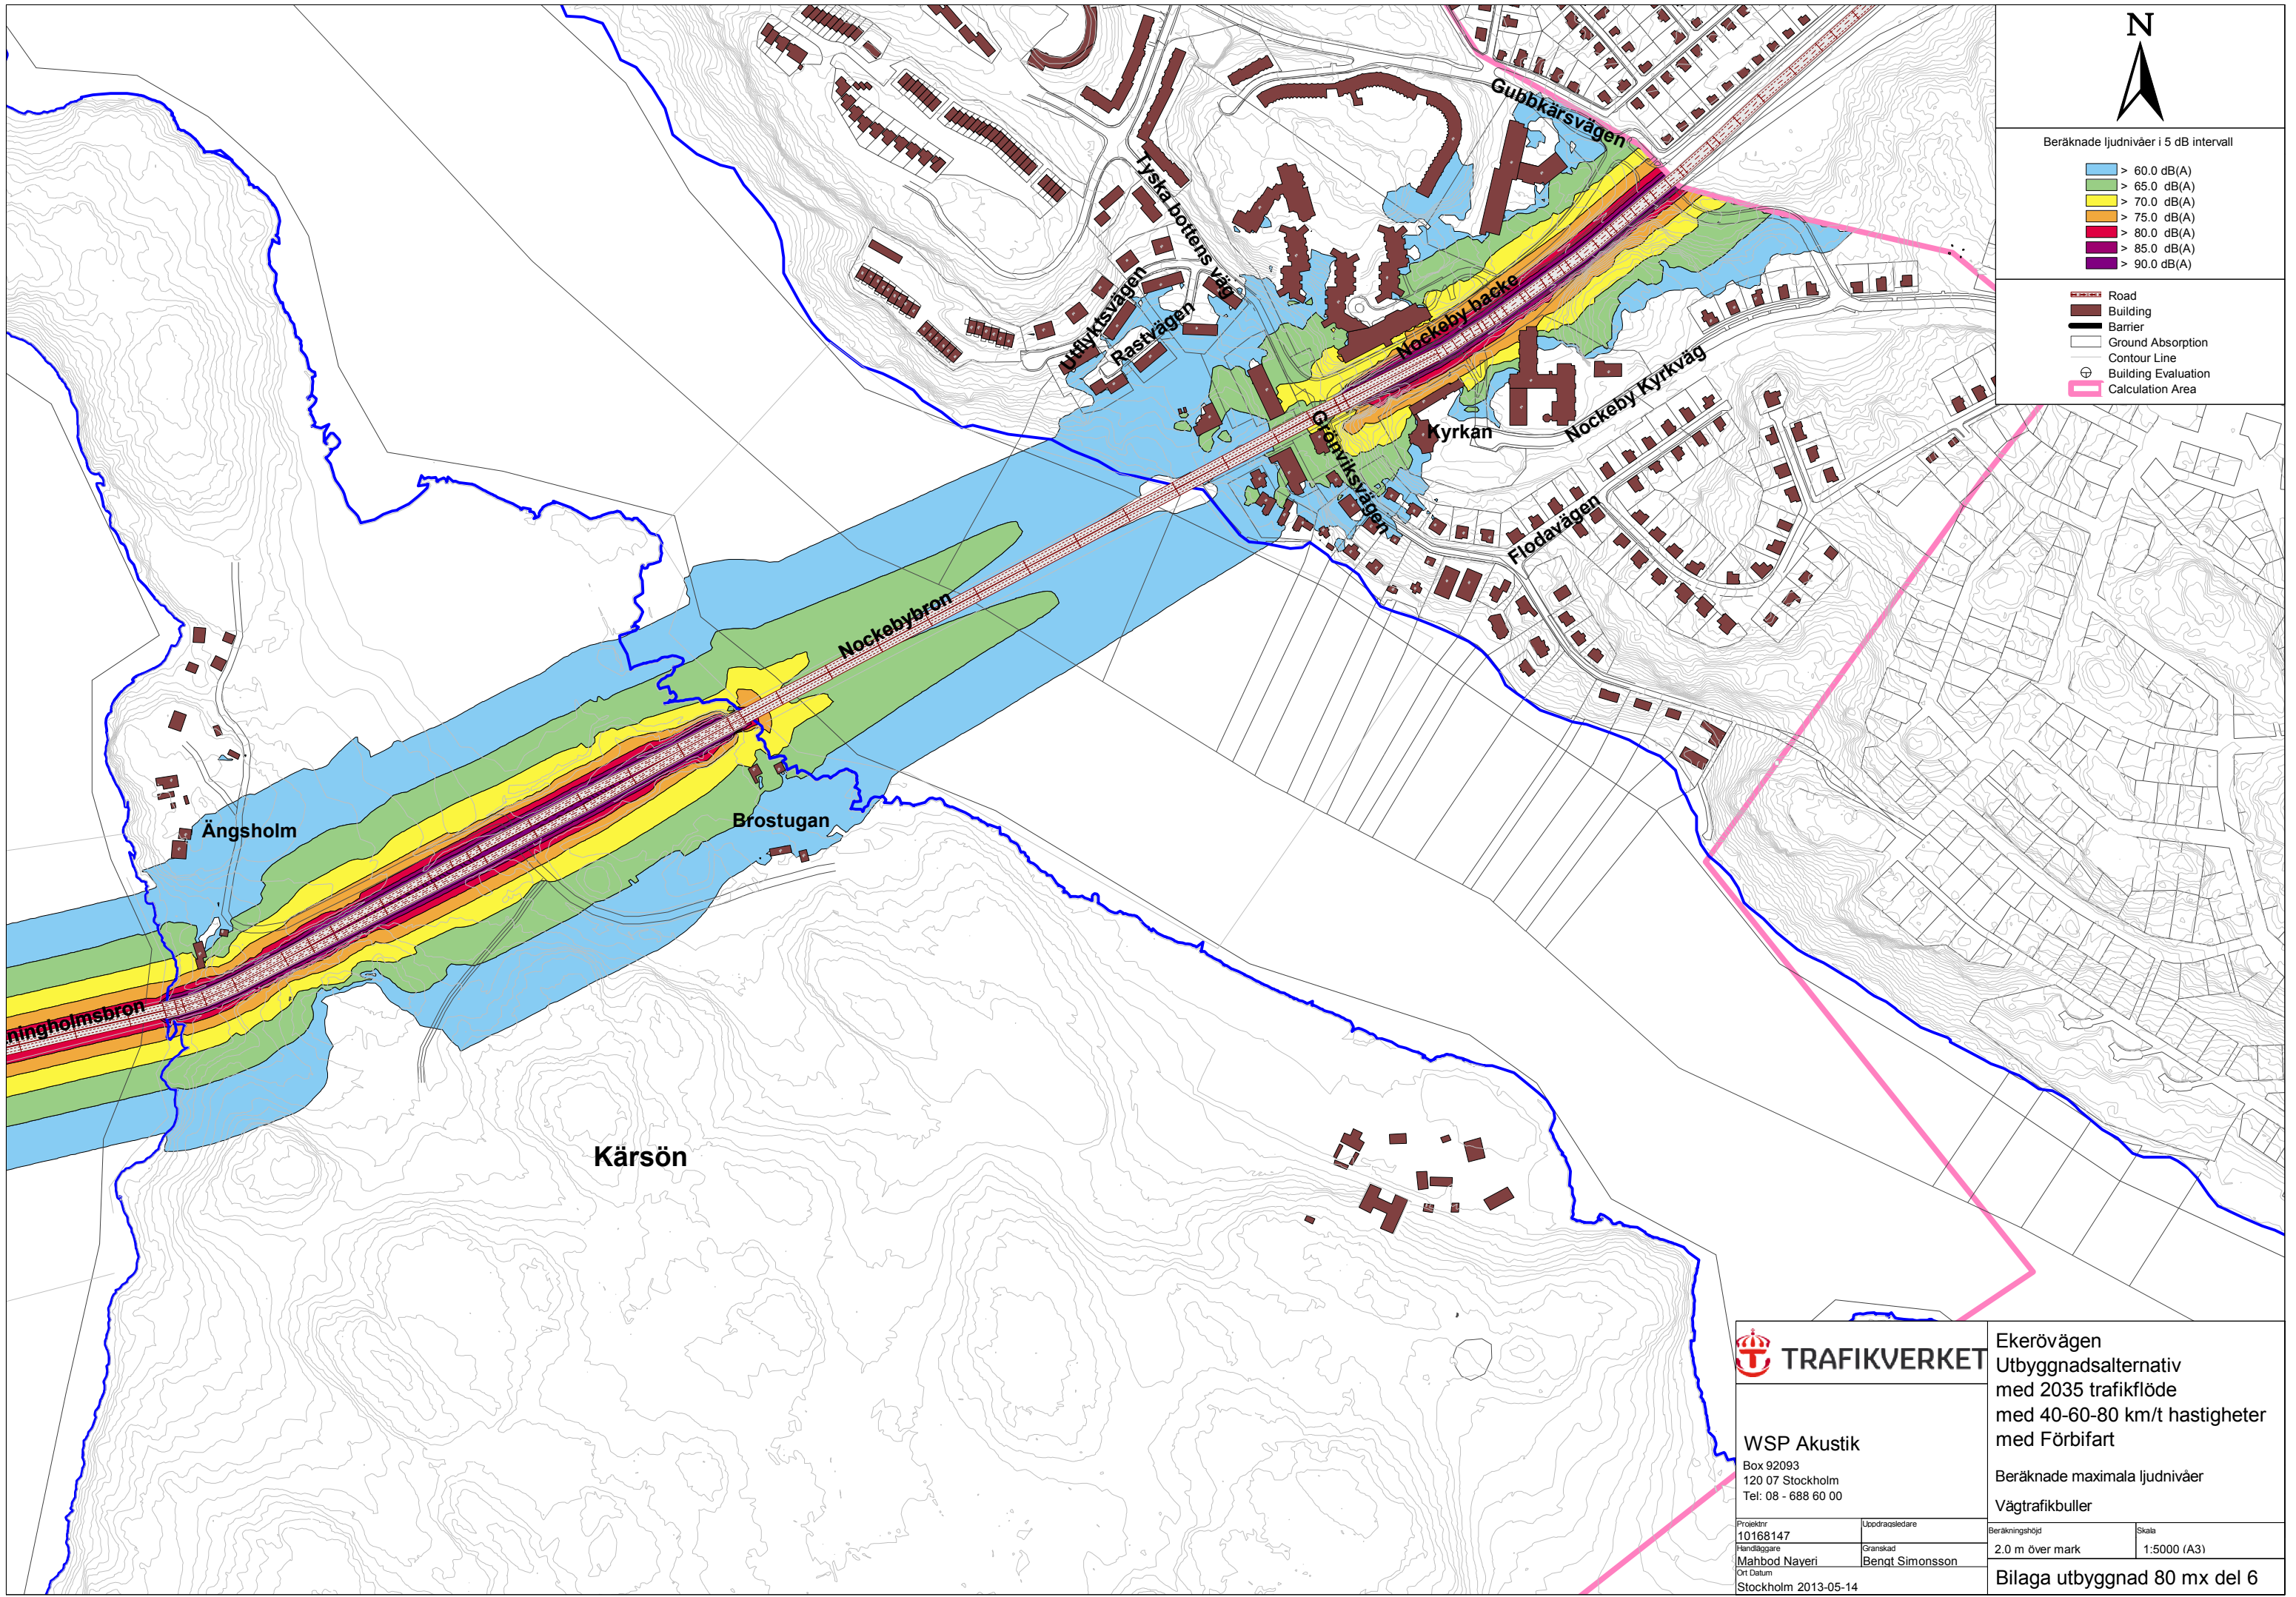 N
Beräknade ljudnivåer i 5 dB intervall
> 60.0 dB(A)
> 65.0 dB(A)
> 70.0 dB(A)
> 75.0 dB(A)
> 80.0 dB(A)
> 85.0 dB(A)
> 90.0 dB(A)
Road
Building
Barrier
Ground Absorption
Contour Line
Building Evaluation
Calculation Area
Gubbkärsvägen
Tyska bottens väg
Utflyktsvägen
Rastvägen
Nockeby backe
Nockeby Kyrkväg
Grönviksvägen
Kyrkan
Flodavägen
Nockebybron
Ängsholm
Brostugan
ningholmsbron
Kärsön
TRAFIKVERKET
WSP Akustik
Box 92093
120 07 Stockholm
Tel: 08 - 688 60 00
Projektnr
10168147
Uppdragsledare
Handläggare
Mahbod Nayeri
Granskad
Bengt Simonsson
Ort Datum
Stockholm 2013-05-14
Ekerövägen
Utbyggnadsalternativ
med 2035 trafikflöde
med 40-60-80 km/t hastigheter
med Förbifart
Beräknade maximala ljudnivåer
Vägtrafikbuller
Beräkningshöjd
2.0 m över mark
Skala
1:5000 (A3)
Bilaga utbyggnad 80 mx del 6